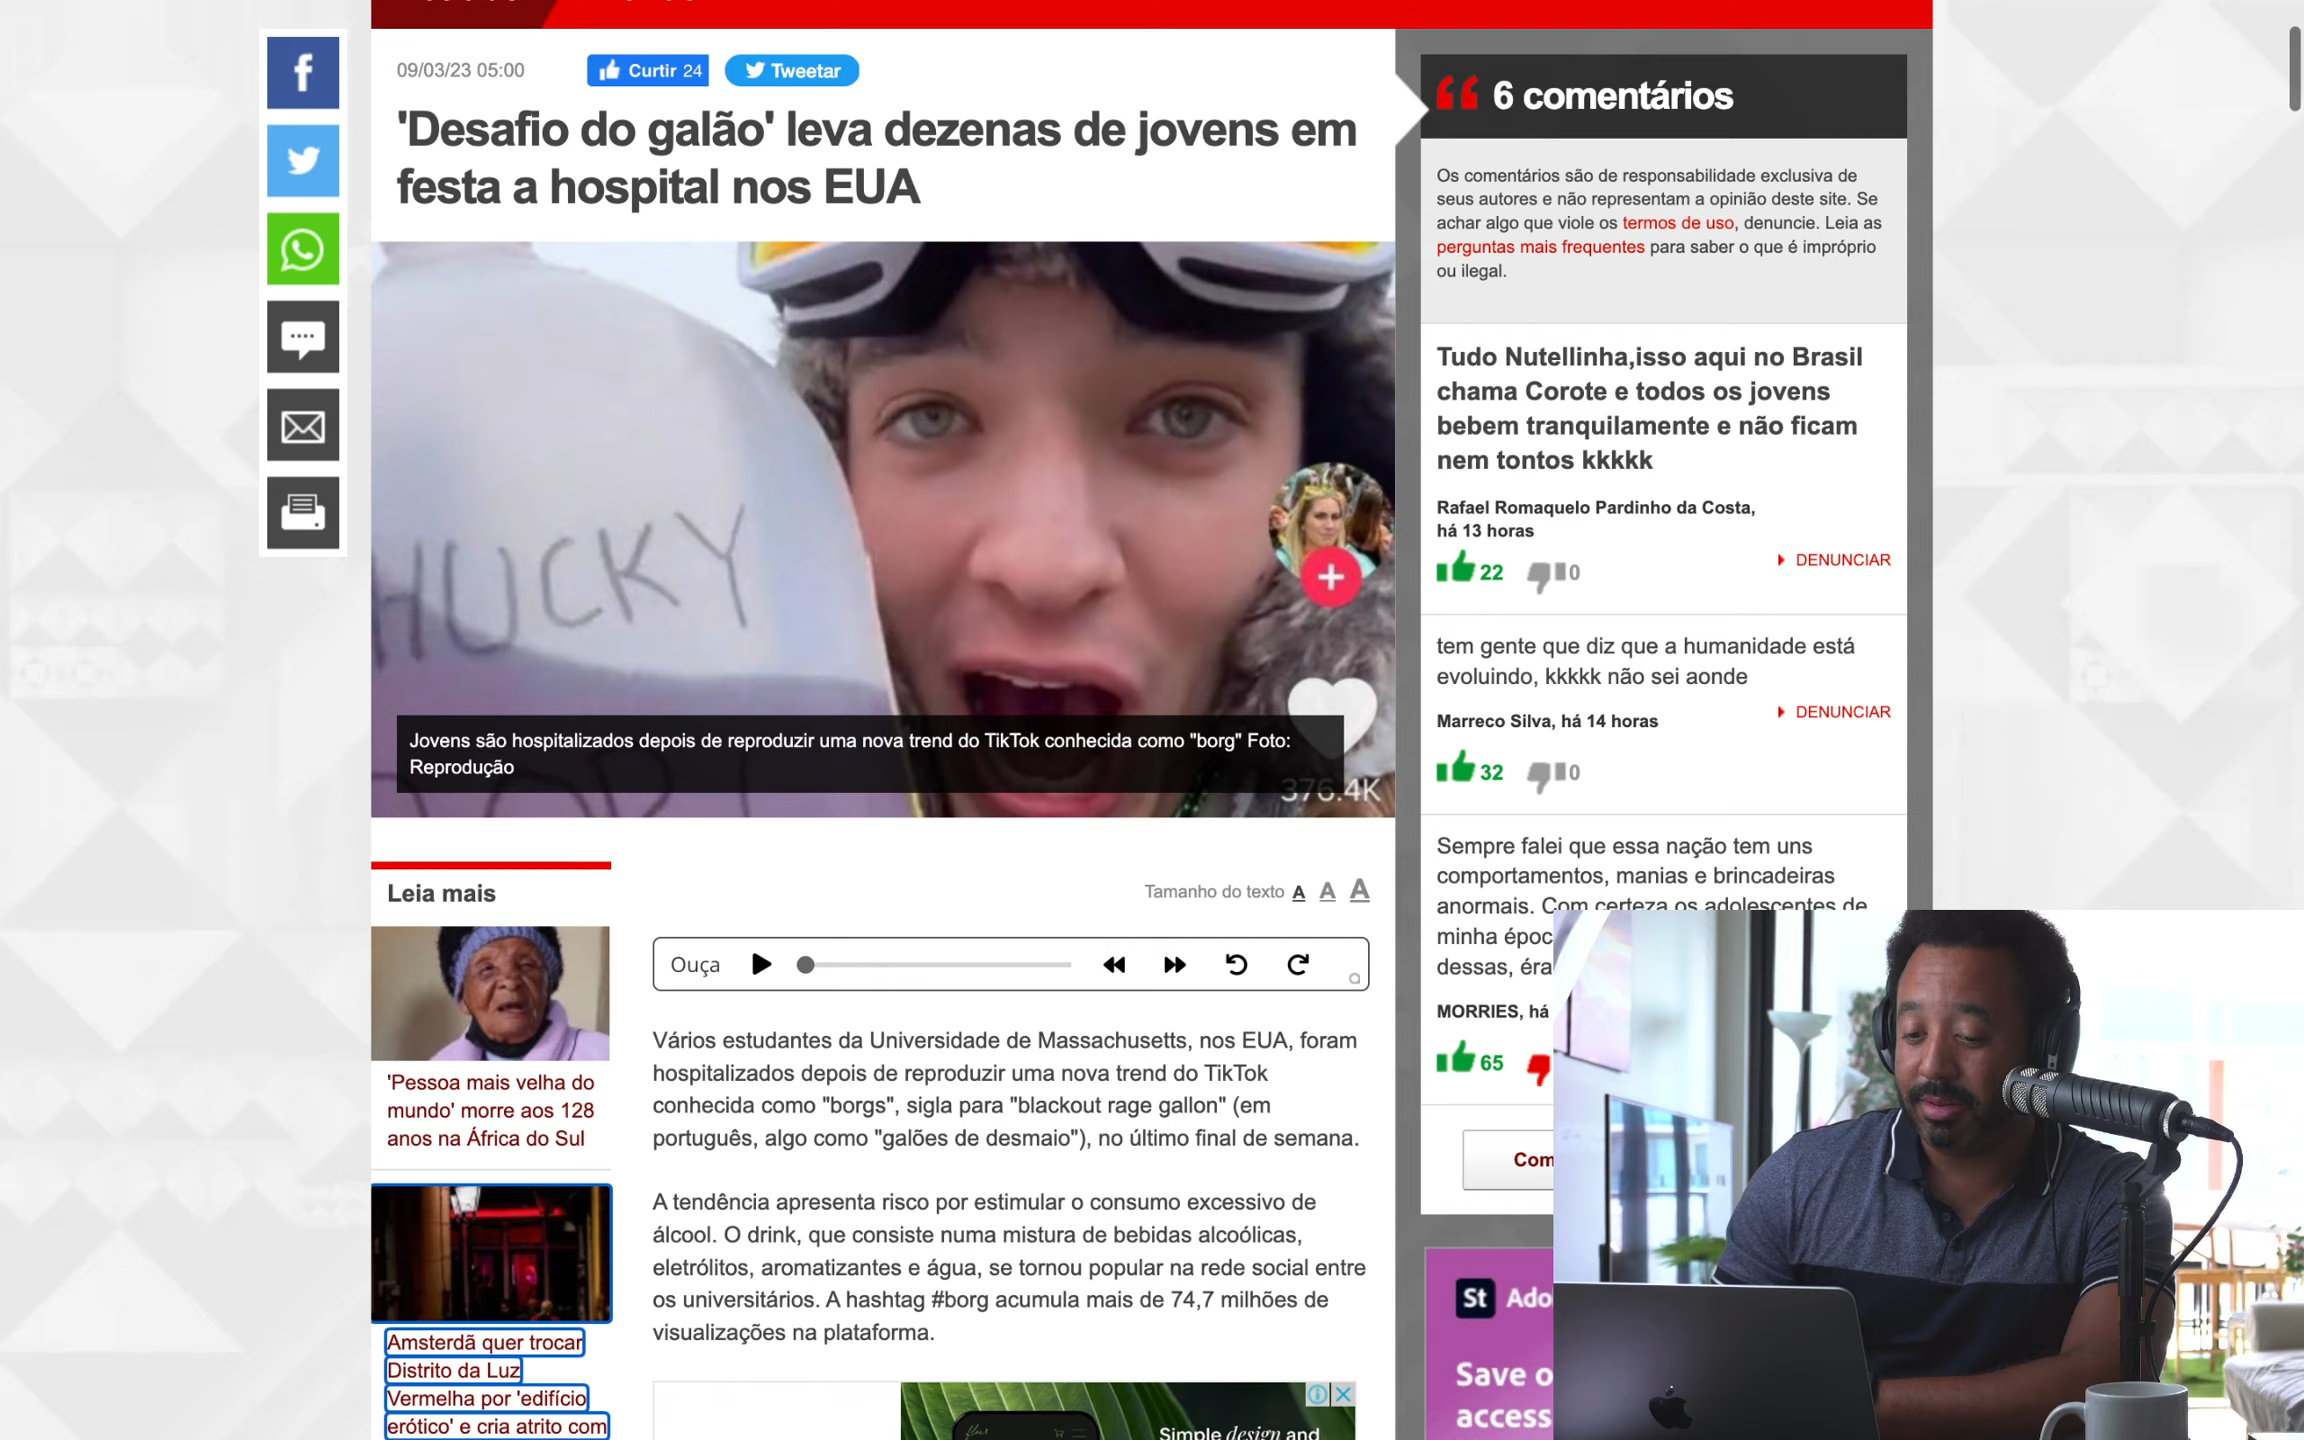 09/03/23 05:00
Curtir 24
Tweetar
'Desafio do galão' leva dezenas de jovens em
festa a hospital nos EUA
HUCKY
Jovens são hospitalizados depois de reproduzir uma nova trend do TikTok conhecida como "borg" Foto:
Reprodução
376.4K
Leia mais
'Pessoa mais velha do
mundo' morre aos 128
anos na África do Sul
Amsterdã quer trocar
Distrito da Luz
Vermelha por 'edifício
erótico' e cria atrito com
Tamanho do texto A A A
Ouça
Vários estudantes da Universidade de Massachusetts, nos EUA, foram
hospitalizados depois de reproduzir uma nova trend do TikTok
conhecida como "borgs", sigla para "blackout rage gallon" (em
português, algo como "galões de desmaio"), no último final de semana.
A tendência apresenta risco por estimular o consumo excessivo de
álcool. O drink, que consiste numa mistura de bebidas alcoólicas,
eletrólitos, aromatizantes e água, se tornou popular na rede social entre
os universitários. A hashtag #borg acumula mais de 74,7 milhões de
visualizações na plataforma.
Simple design and
6 comentários
Os comentários são de responsabilidade exclusiva de
seus autores e não representam a opinião deste site. Se
achar algo que viole os termos de uso, denuncie. Leia as
perguntas mais frequentes para saber o que é impróprio
ou ilegal.
Tudo Nutellinha,isso aqui no Brasil
chama Corote e todos os jovens
bebem tranquilamente e não ficam
nem tontos kkkkk
Rafael Romaquelo Pardinho da Costa,
há 13 horas
22 0 DENUNCIAR
tem gente que diz que a humanidade está
evoluindo, kkkkk não sei aonde
Marreco Silva, há 14 horas
DENUNCIAR
32 0
Sempre falei que essa nação tem uns
comportamentos, manias e brincadeiras
anormais. Com certeza os adolescentes de
minha époc
dessas, éra
MORRIES, há
65
Com
St Ado
Save o
access